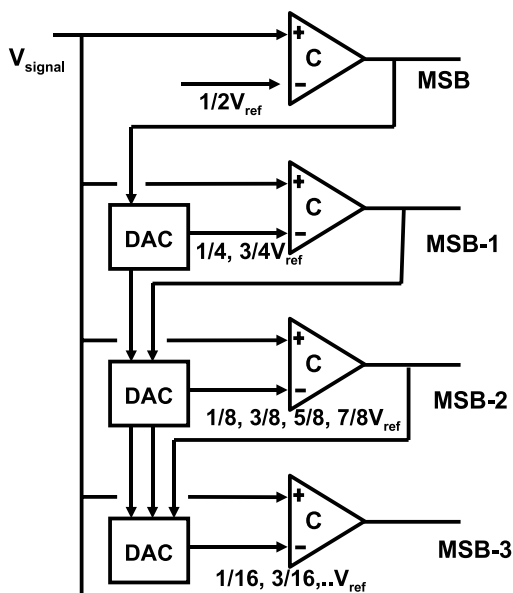 V_signal
+
C
−
MSB
1/2V_ref
+
C
−
DAC
MSB-1
1/4, 3/4V_ref
+
C
−
DAC
MSB-2
1/8, 3/8, 5/8, 7/8V_ref
+
C
−
DAC
MSB-3
1/16, 3/16,..V_ref